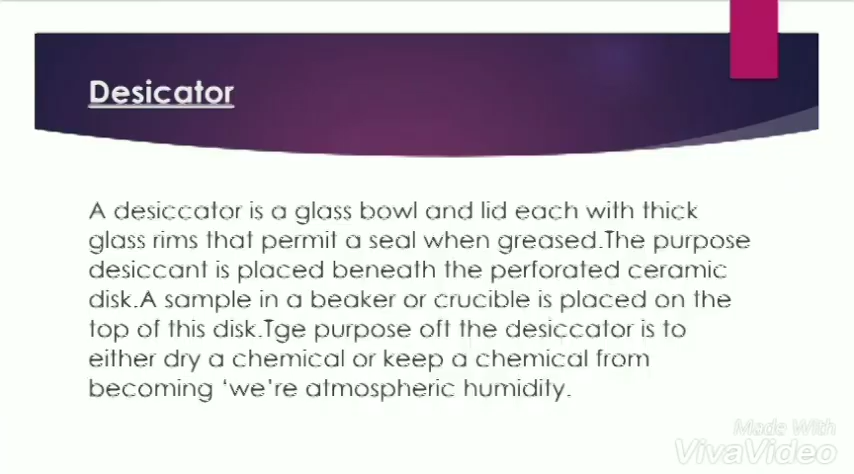 Desicator
A desiccator is a glass bowl and lid each with thick
glass rims that permit a seal when greased.The purpose
desiccant is placed beneath the perforated ceramic
disk.A sample in a beaker or crucible is placed on the
top of this disk.Tge purpose oft the desiccator is to
either dry a chemical or keep a chemical from
becoming ‘we’re atmospheric humidity.
Made With
VivaVideo